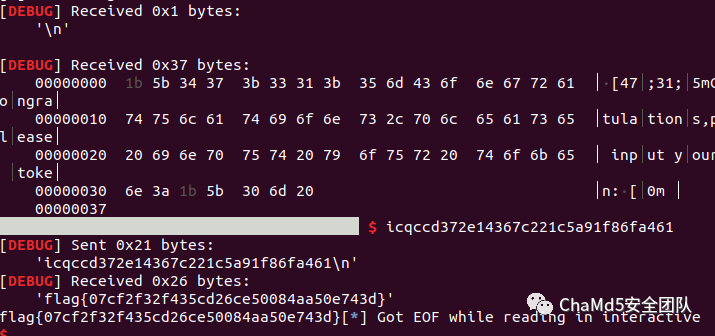 [DEBUG] Received 0x1 bytes:
'\n'
[DEBUG] Received 0x37 bytes:
00000000 1b 5b 34 37 3b 33 31 3b 35 6d 43 6f 6e 67 72 61 │·[47│;31;│5mCo│ngra│
00000010 74 75 6c 61 74 69 6f 6e 73 2c 70 6c 65 61 73 65 │tula│tion│s,pl│ease│
00000020 20 69 6e 70 75 74 20 79 6f 75 72 20 74 6f 6b 65 │ inp│ut y│our │toke│
00000030 6e 3a 1b 5b 30 6d 20 │n:·[│0m │
00000037
$ icqccd372e14367c221c5a91f86fa461
[DEBUG] Sent 0x21 bytes:
'icqccd372e14367c221c5a91f86fa461\n'
[DEBUG] Received 0x26 bytes:
'flag{07cf2f32f435cd26ce50084aa50e743d}'
flag{07cf2f32f435cd26ce50084aa50e743d}[*] Got EOF while reading in interactive
$
ChaMd5安全团队